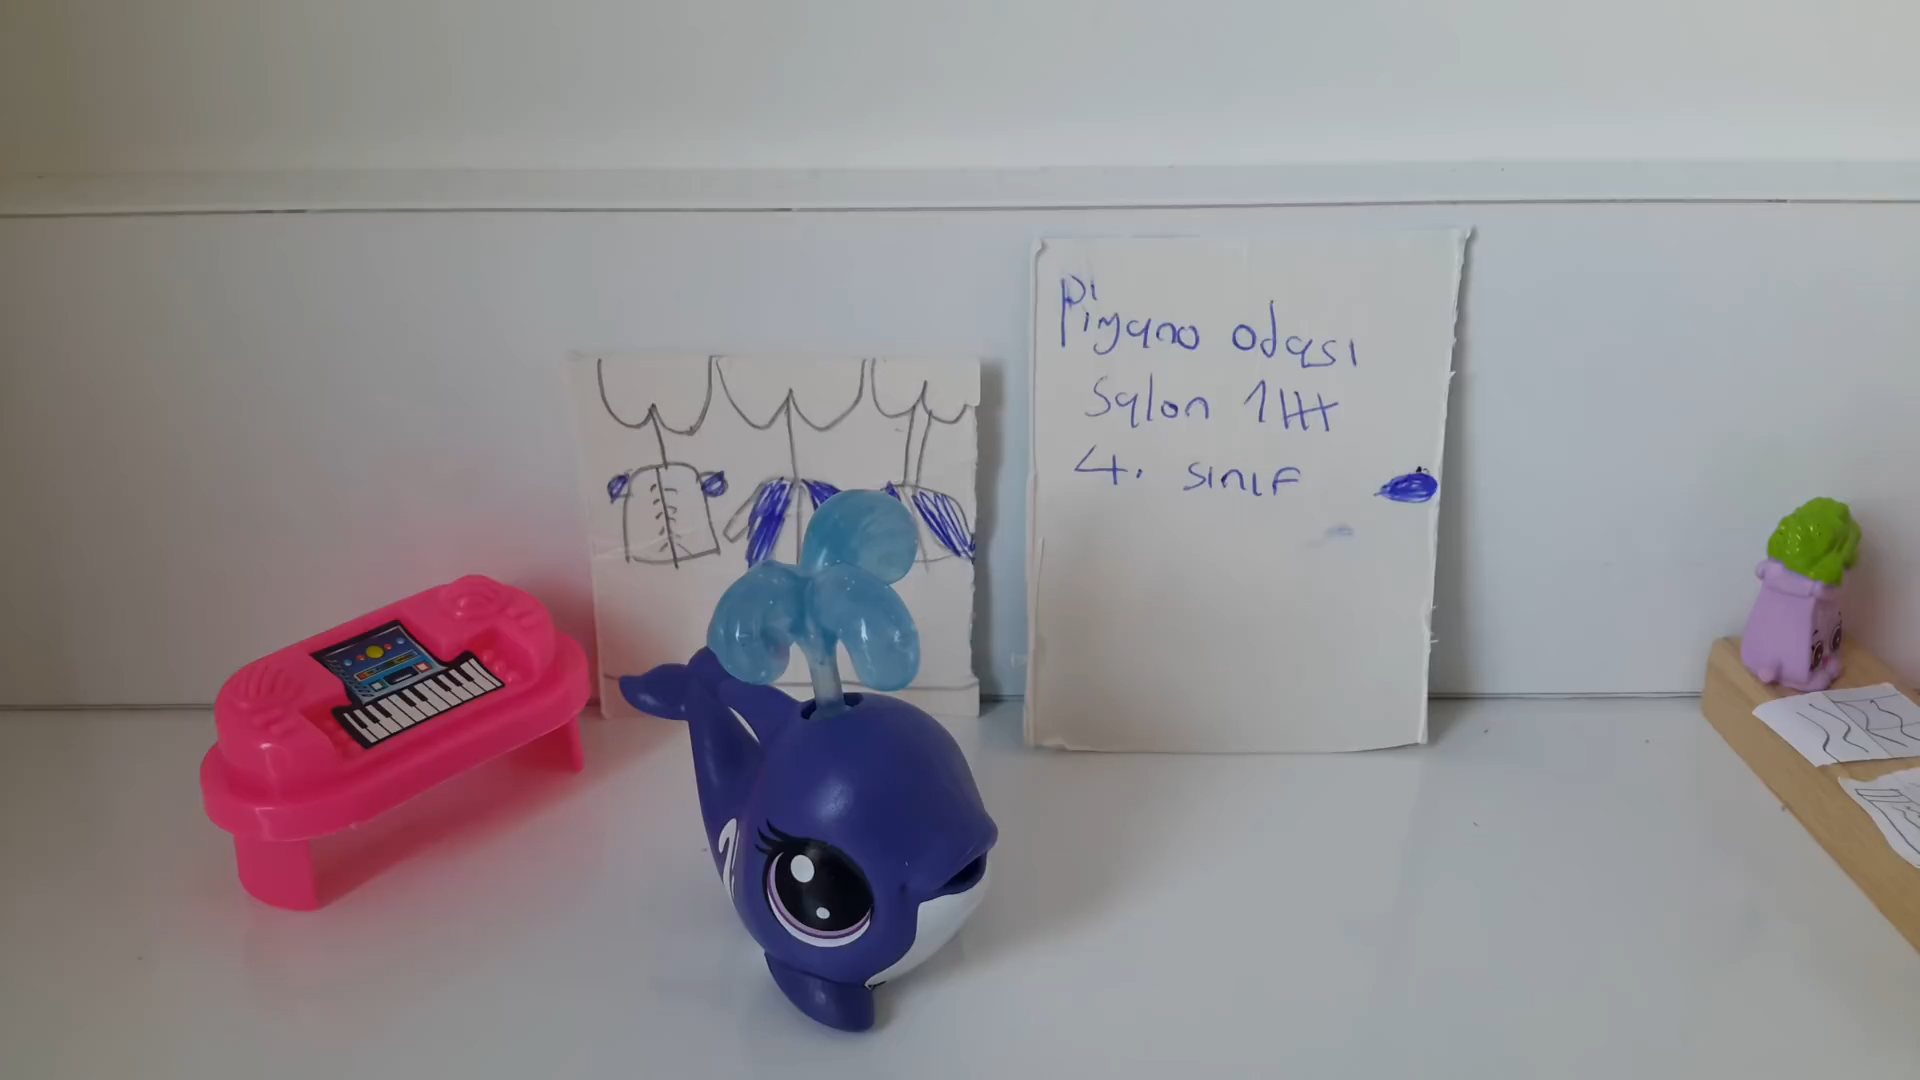 Piyano odası
Salon 1
4. sınıf